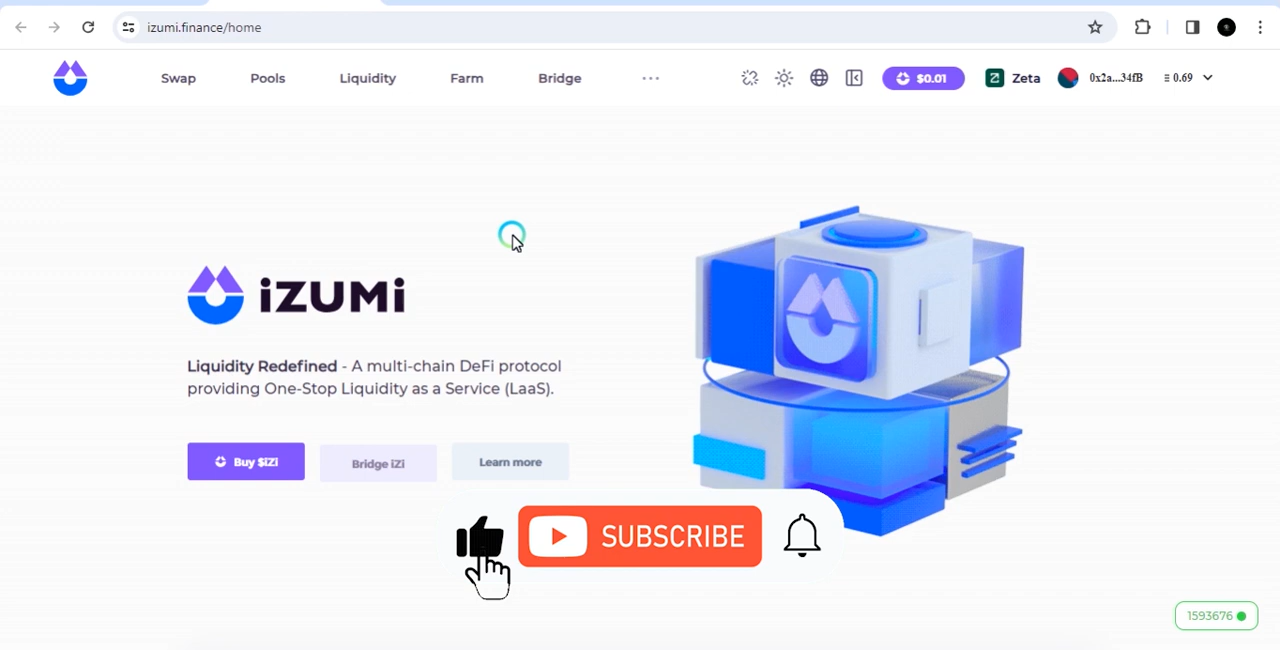 izumi.finance/home
Swap Pools Liquidity Farm Bridge ... $0.01 Zeta 0x2a...34fB Ξ 0.69
iZUMi
Liquidity Redefined - A multi-chain DeFi protocol
providing One-Stop Liquidity as a Service (LaaS).
Buy $iZi Bridge iZi Learn more
SUBSCRIBE
1593676